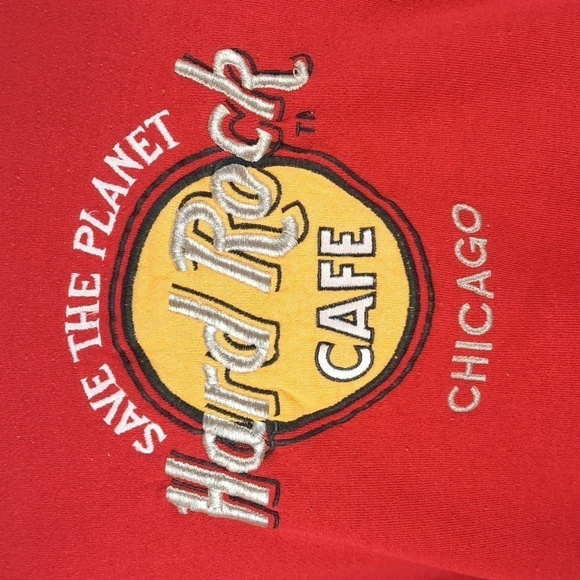 SAVE THE PLANET
Hard Rock TM
CAFE
CHICAGO